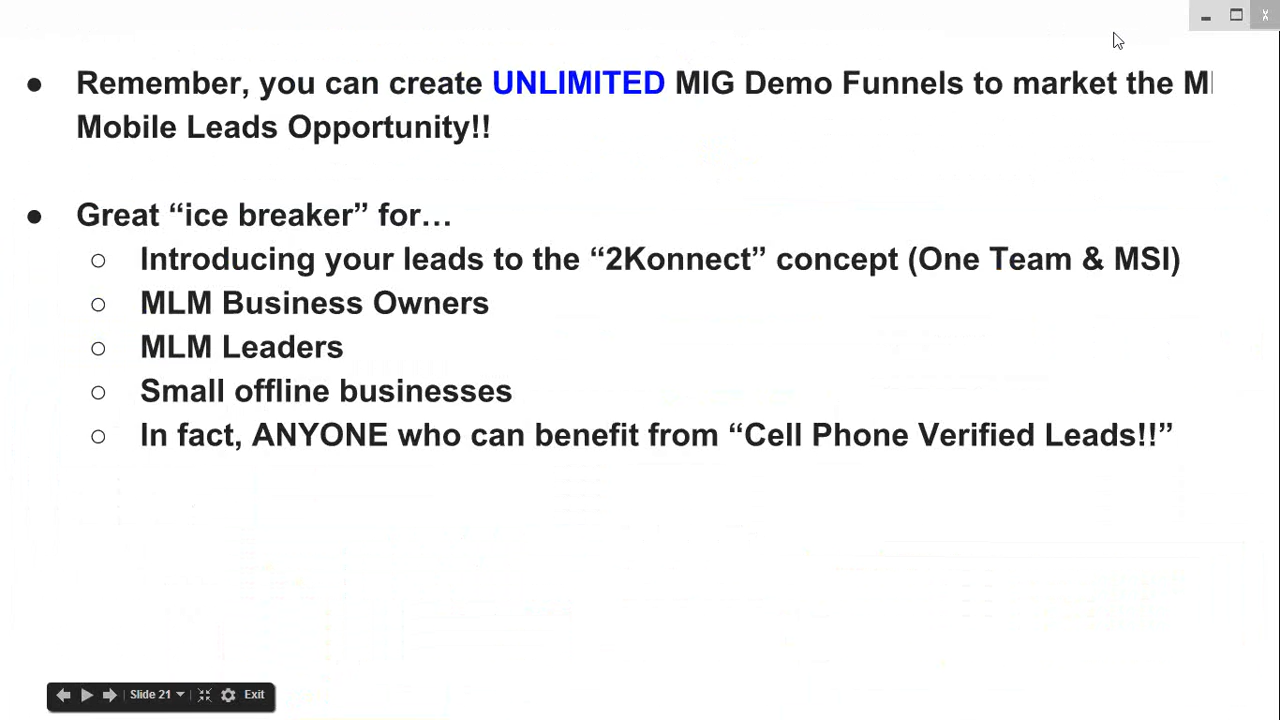 ● Remember, you can create UNLIMITED MIG Demo Funnels to market the
Mobile Leads Opportunity!!
● Great “ice breaker” for…
○ Introducing your leads to the “2Konnect” concept (One Team & MSI)
○ MLM Business Owners
○ MLM Leaders
○ Small offline businesses
○ In fact, ANYONE who can benefit from “Cell Phone Verified Leads!!”
Slide 21 Exit